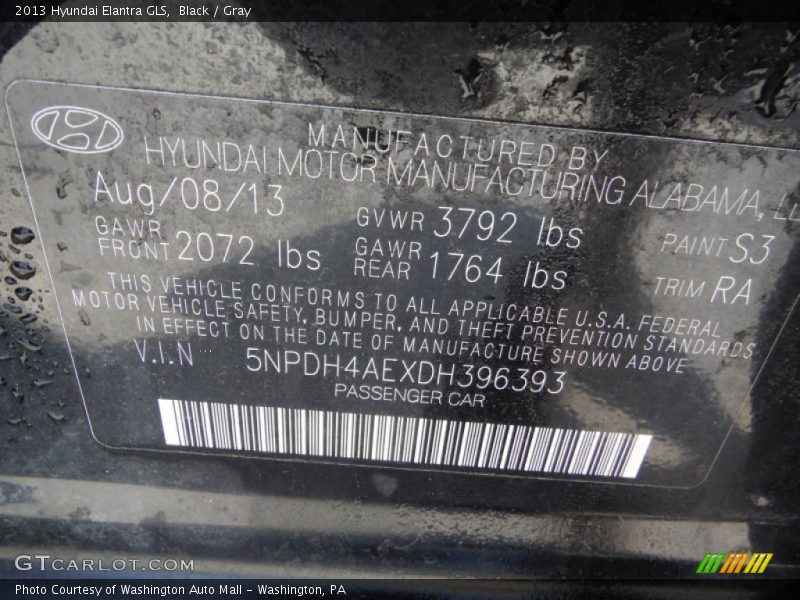 2013 Hyundai Elantra GLS, Black / Gray
MANUFACTURED BY
HYUNDAI MOTOR MANUFACTURING ALABAMA, LL
Aug/08/13
GVWR 3792 lbs
PAINT S3
GAWR FRONT 2072 lbs
GAWR REAR 1764 lbs
TRIM RA
THIS VEHICLE CONFORMS TO ALL APPLICABLE U.S.A. FEDERAL
MOTOR VEHICLE SAFETY, BUMPER, AND THEFT PREVENTION STANDARDS
IN EFFECT ON THE DATE OF MANUFACTURE SHOWN ABOVE
V.I.N 5NPDH4AEXDH396393
PASSENGER CAR
GTCARLOT.COM
Photo Courtesy of Washington Auto Mall - Washington, PA